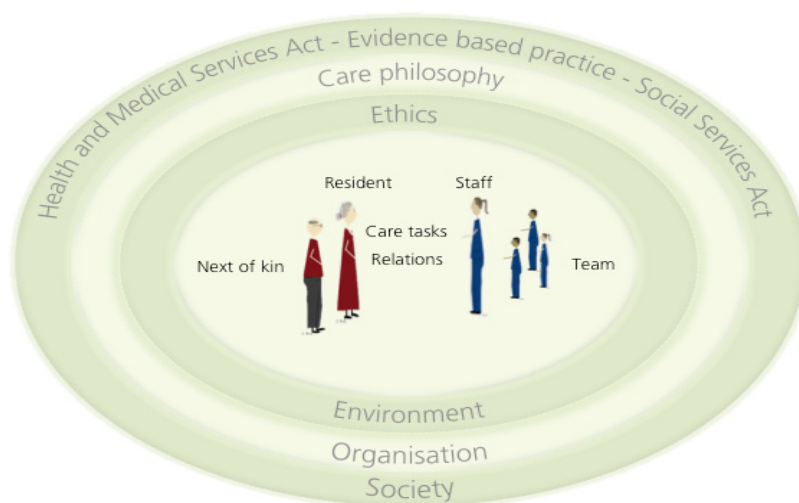 Health and Medical Services Act - Evidence based practice - Social Services Act
Care philosophy
Ethics
Resident
Staff
Care tasks
Relations
Next of kin
Team
Environment
Organisation
Society